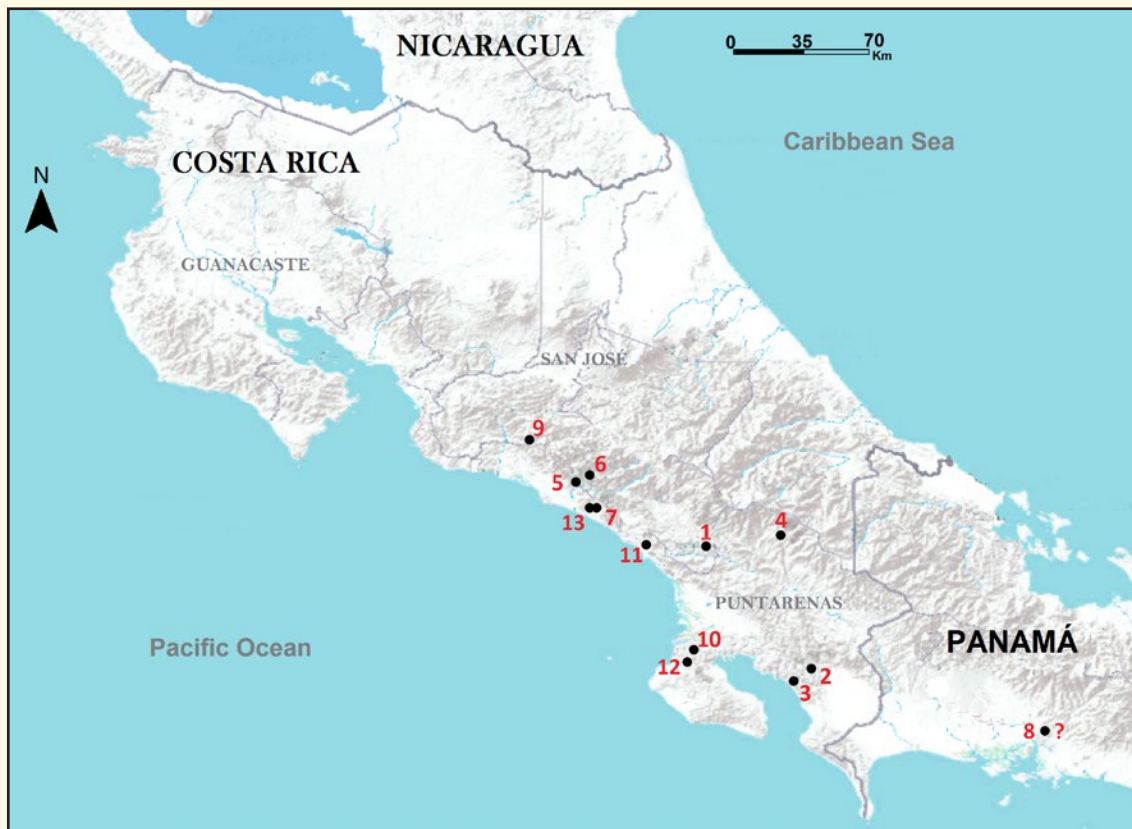 NICARAGUA
0 35 70
Km
Caribbean Sea
COSTA RICA
N
GUANACASTE
SAN JOSÉ
9
6
5
13 7
11
1
4
PUNTARENAS
Pacific Ocean
PANAMÁ
10
12
2
3
8 ?